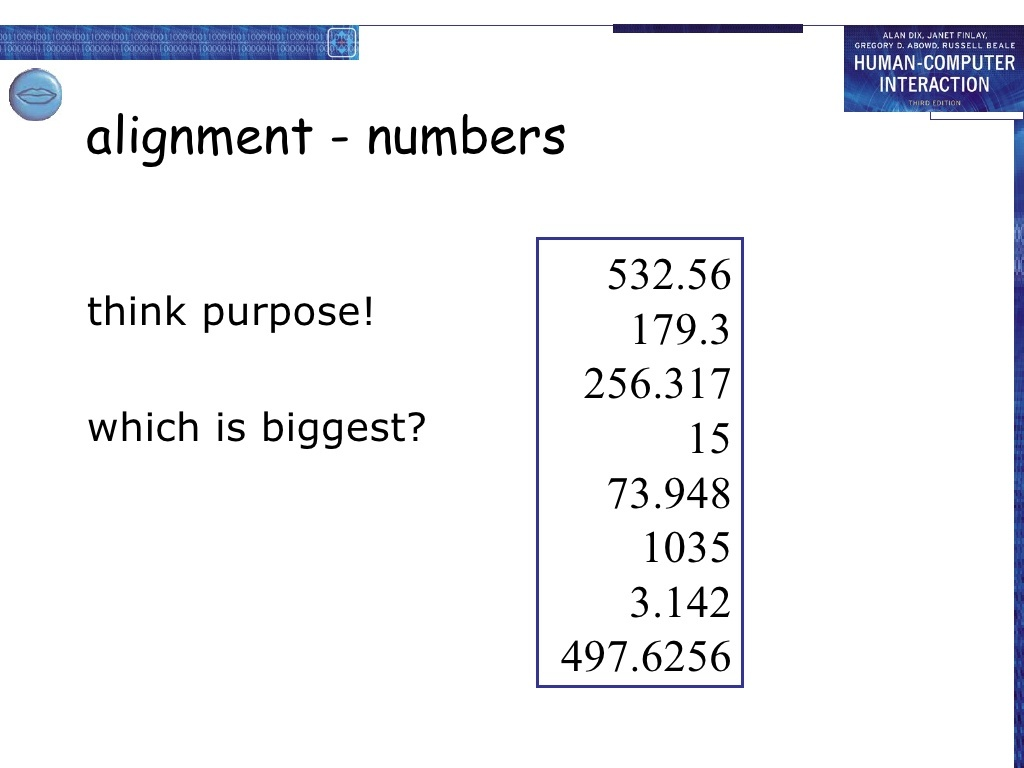 ALAN DIX, JANET FINLAY,
GREGORY D. ABOWD, RUSSELL BEALE
HUMAN-COMPUTER
INTERACTION
THIRD EDITION
alignment - numbers
think purpose!
which is biggest?
532.56
179.3
256.317
15
73.948
1035
3.142
497.6256